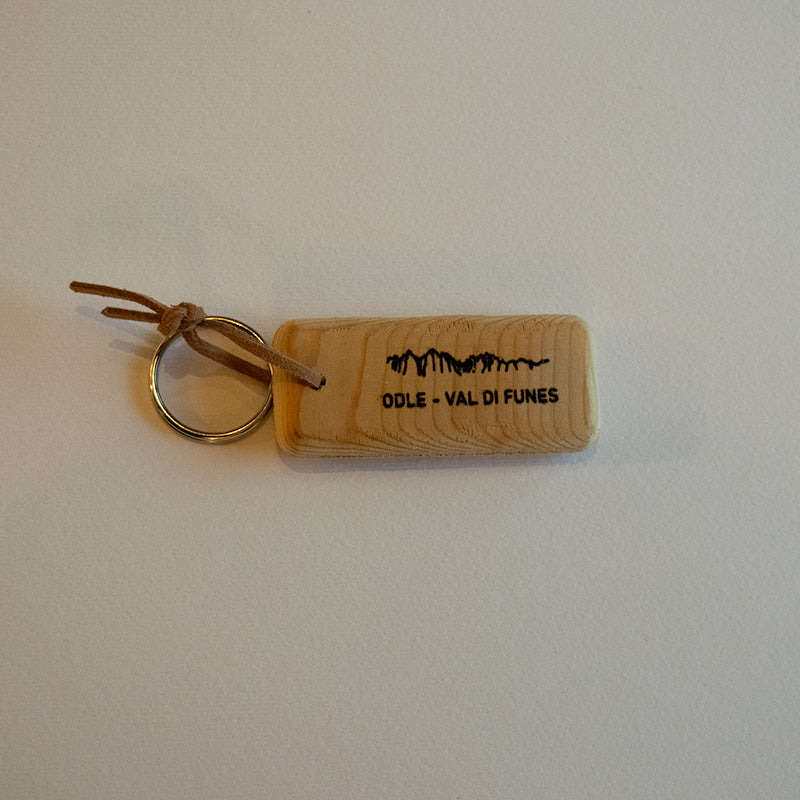 ODLE - VAL DI FUNES